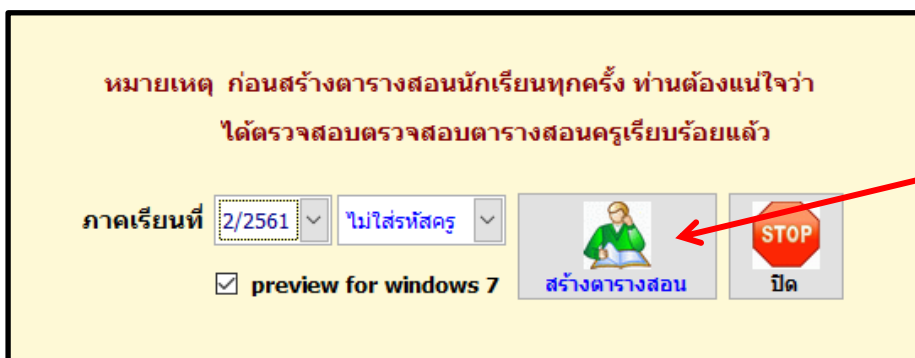 หมายเหตุ ก่อนสร้างตารางสอนนักเรียนทุกครั้ง ท่านต้องแน่ใจว่า
ได้ตรวจสอบตรวจสอบตารางสอนครูเรียบร้อยแล้ว
ภาคเรียนที่ 2/2561 ไม่ใส่รหัสครู
STOP
preview for windows 7 สร้างตารางสอน ปิด